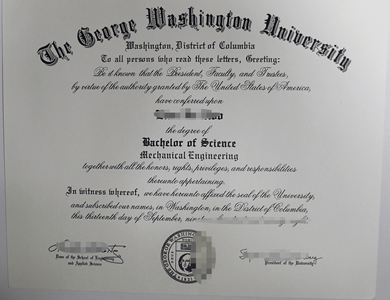 The George Washington University
Washington, District of Columbia
To all persons who read these letters, Greeting:
Be it known that the President, Faculty, and Trustees,
by virtue of the authority granted by The United States of America,
have conferred upon
the degree of
Bachelor of Science
Mechanical Engineering
together with all the honors, rights, privileges, and responsibilities
thereunto appertaining.
In witness whereof, we have hereunto affixed the seal of the University,
and subscribed our names, in Washington, in the District of Columbia,
this thirteenth day of September,
Dean of the School of Engineering
and Applied Science
President of the University